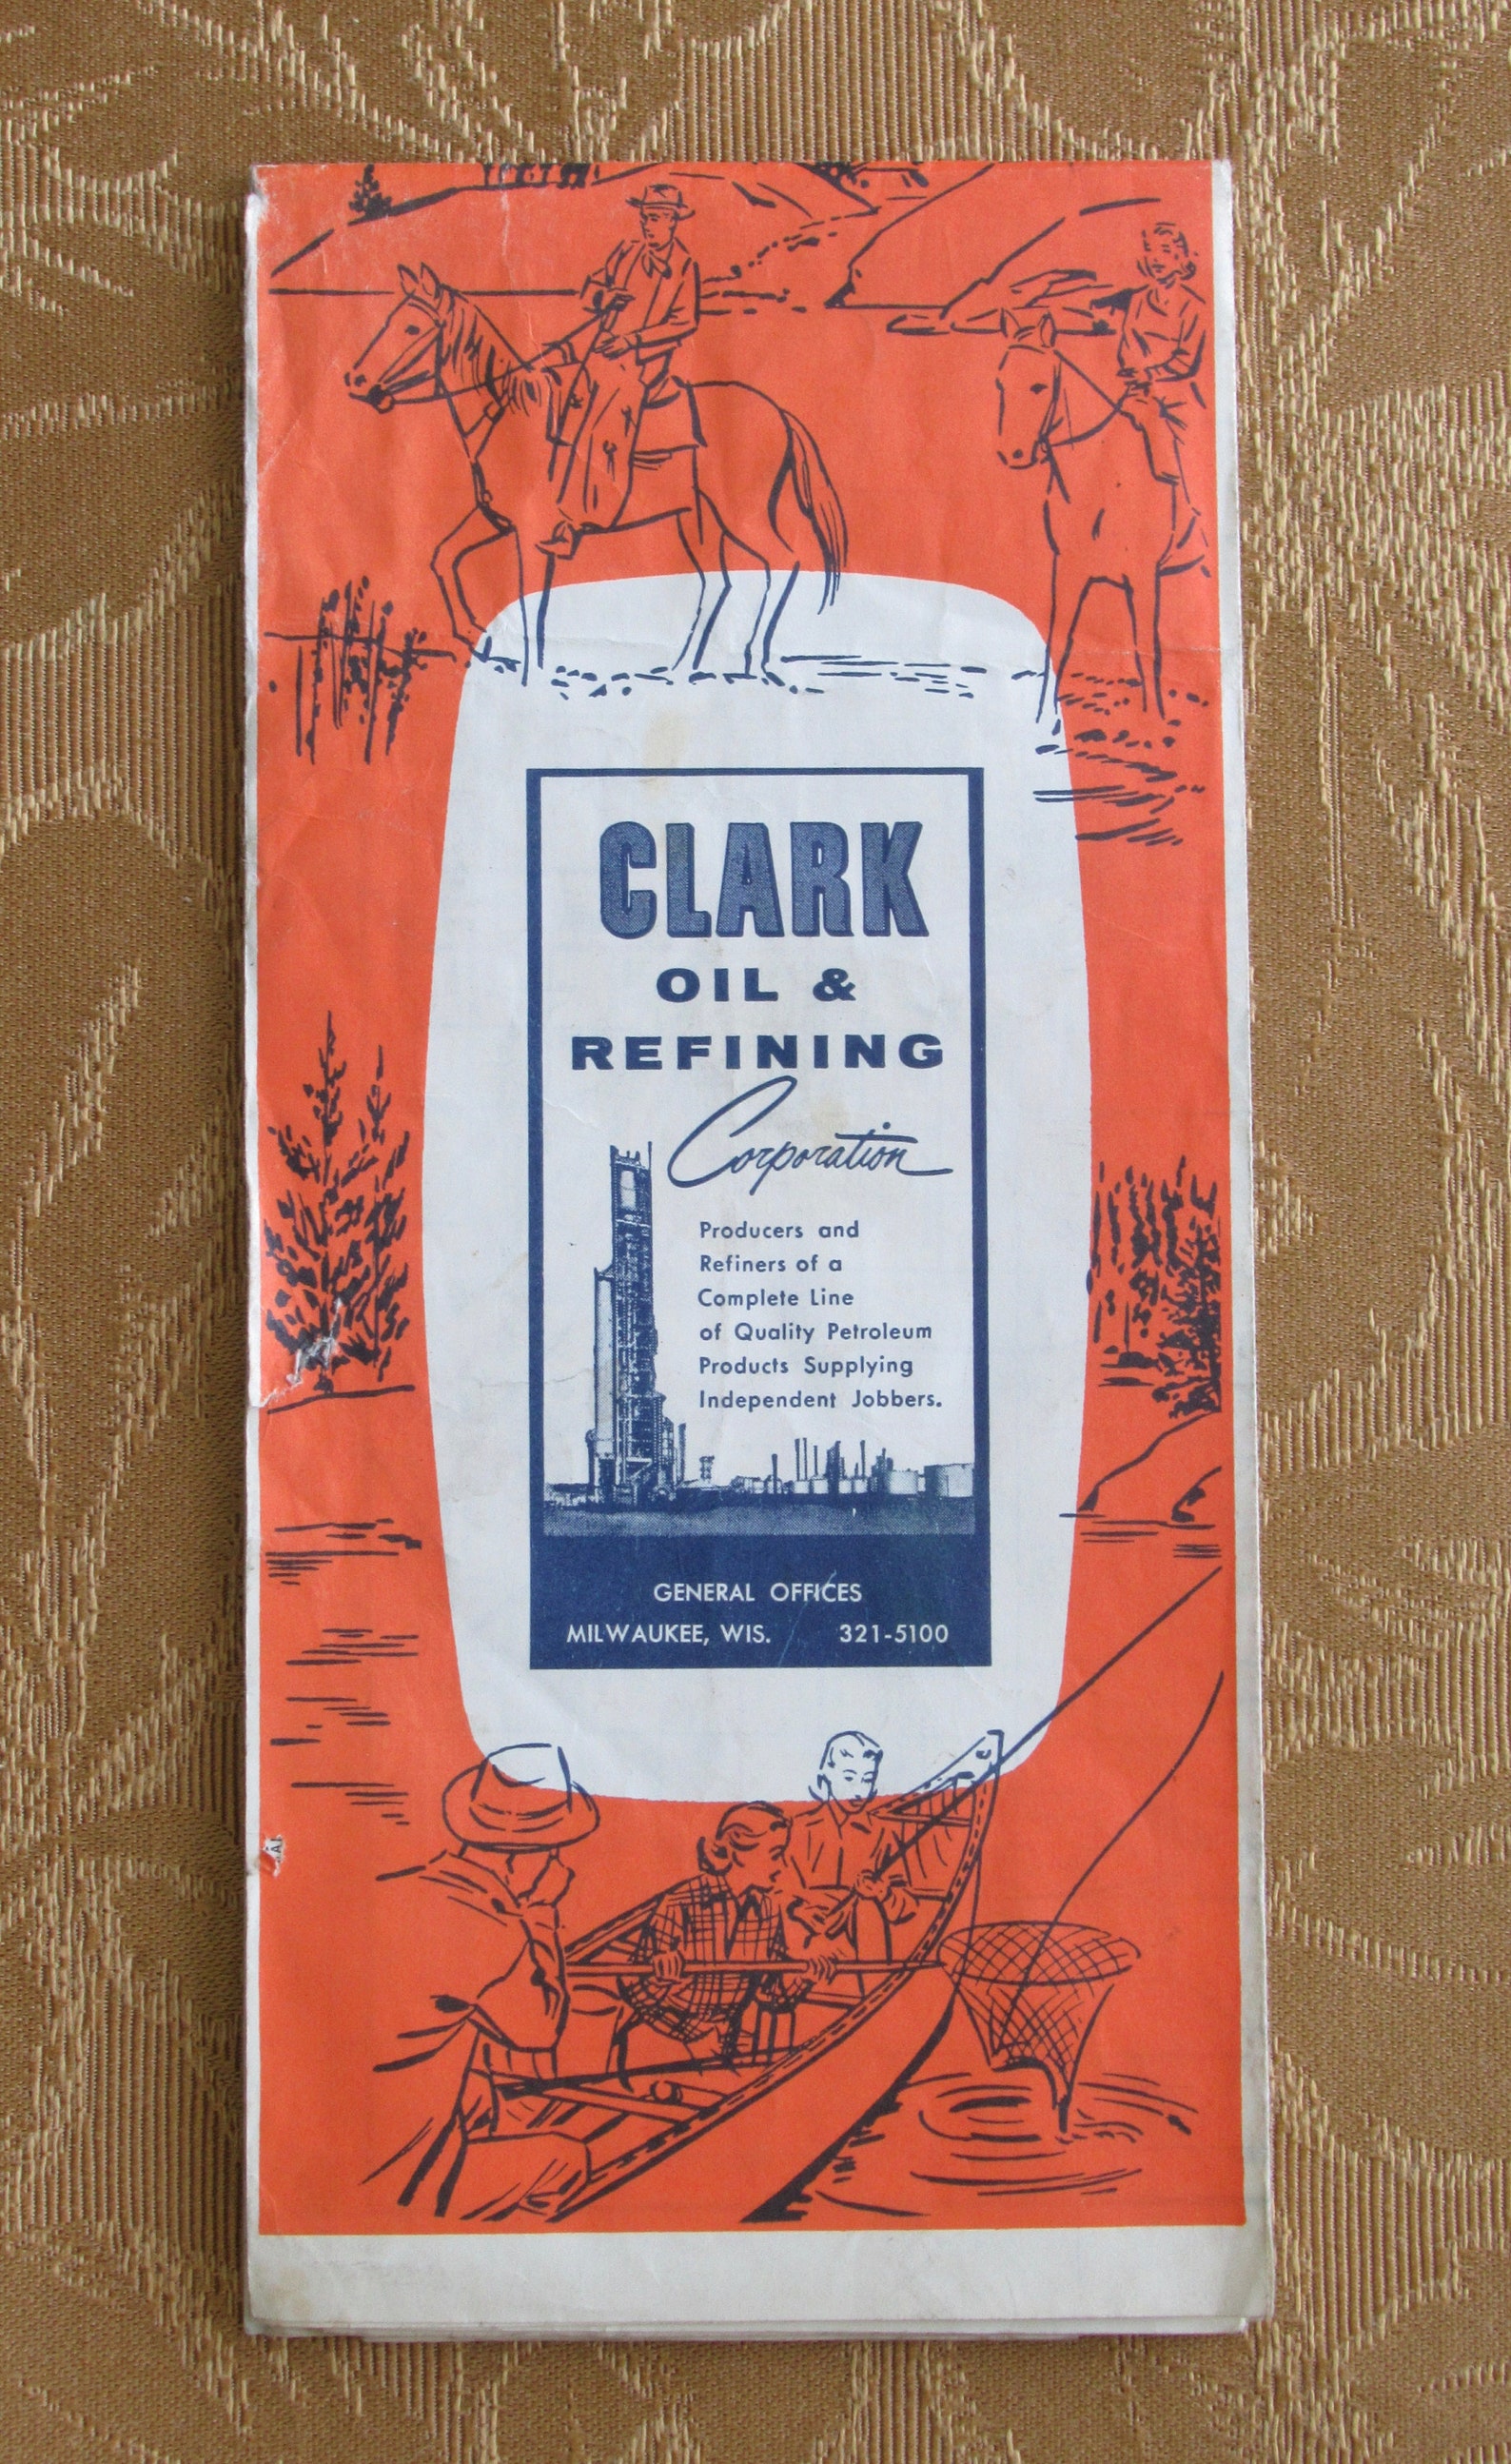 CLARK
OIL &
REFINING
Corporation
Producers and
Refiners of a
Complete Line
of Quality Petroleum
Products Supplying
Independent Jobbers.
GENERAL OFFICES
MILWAUKEE, WIS. 321-5100